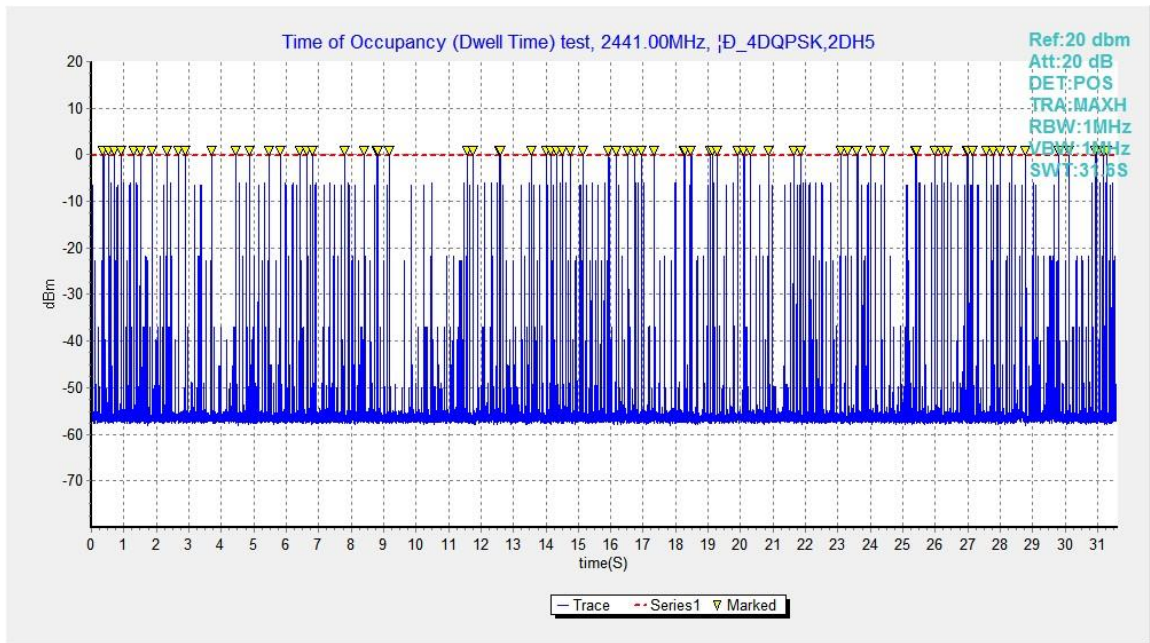 Time of Occupancy (Dwell Time) test, 2441.00MHz, ¦Ð_4DQPSK,2DH5
Ref:20 dbm
Att:20 dB
DET:POS
TRA:MAXH
RBW:1MHz
VBW:1MHz
SWT:31.6S
20
10
0
-10
-20
-30
-40
-50
-60
-70
dBm
0 1 2 3 4 5 6 7 8 9 10 11 12 13 14 15 16 17 18 19 20 21 22 23 24 25 26 27 28 29 30 31
time(S)
Trace Series1 Marked